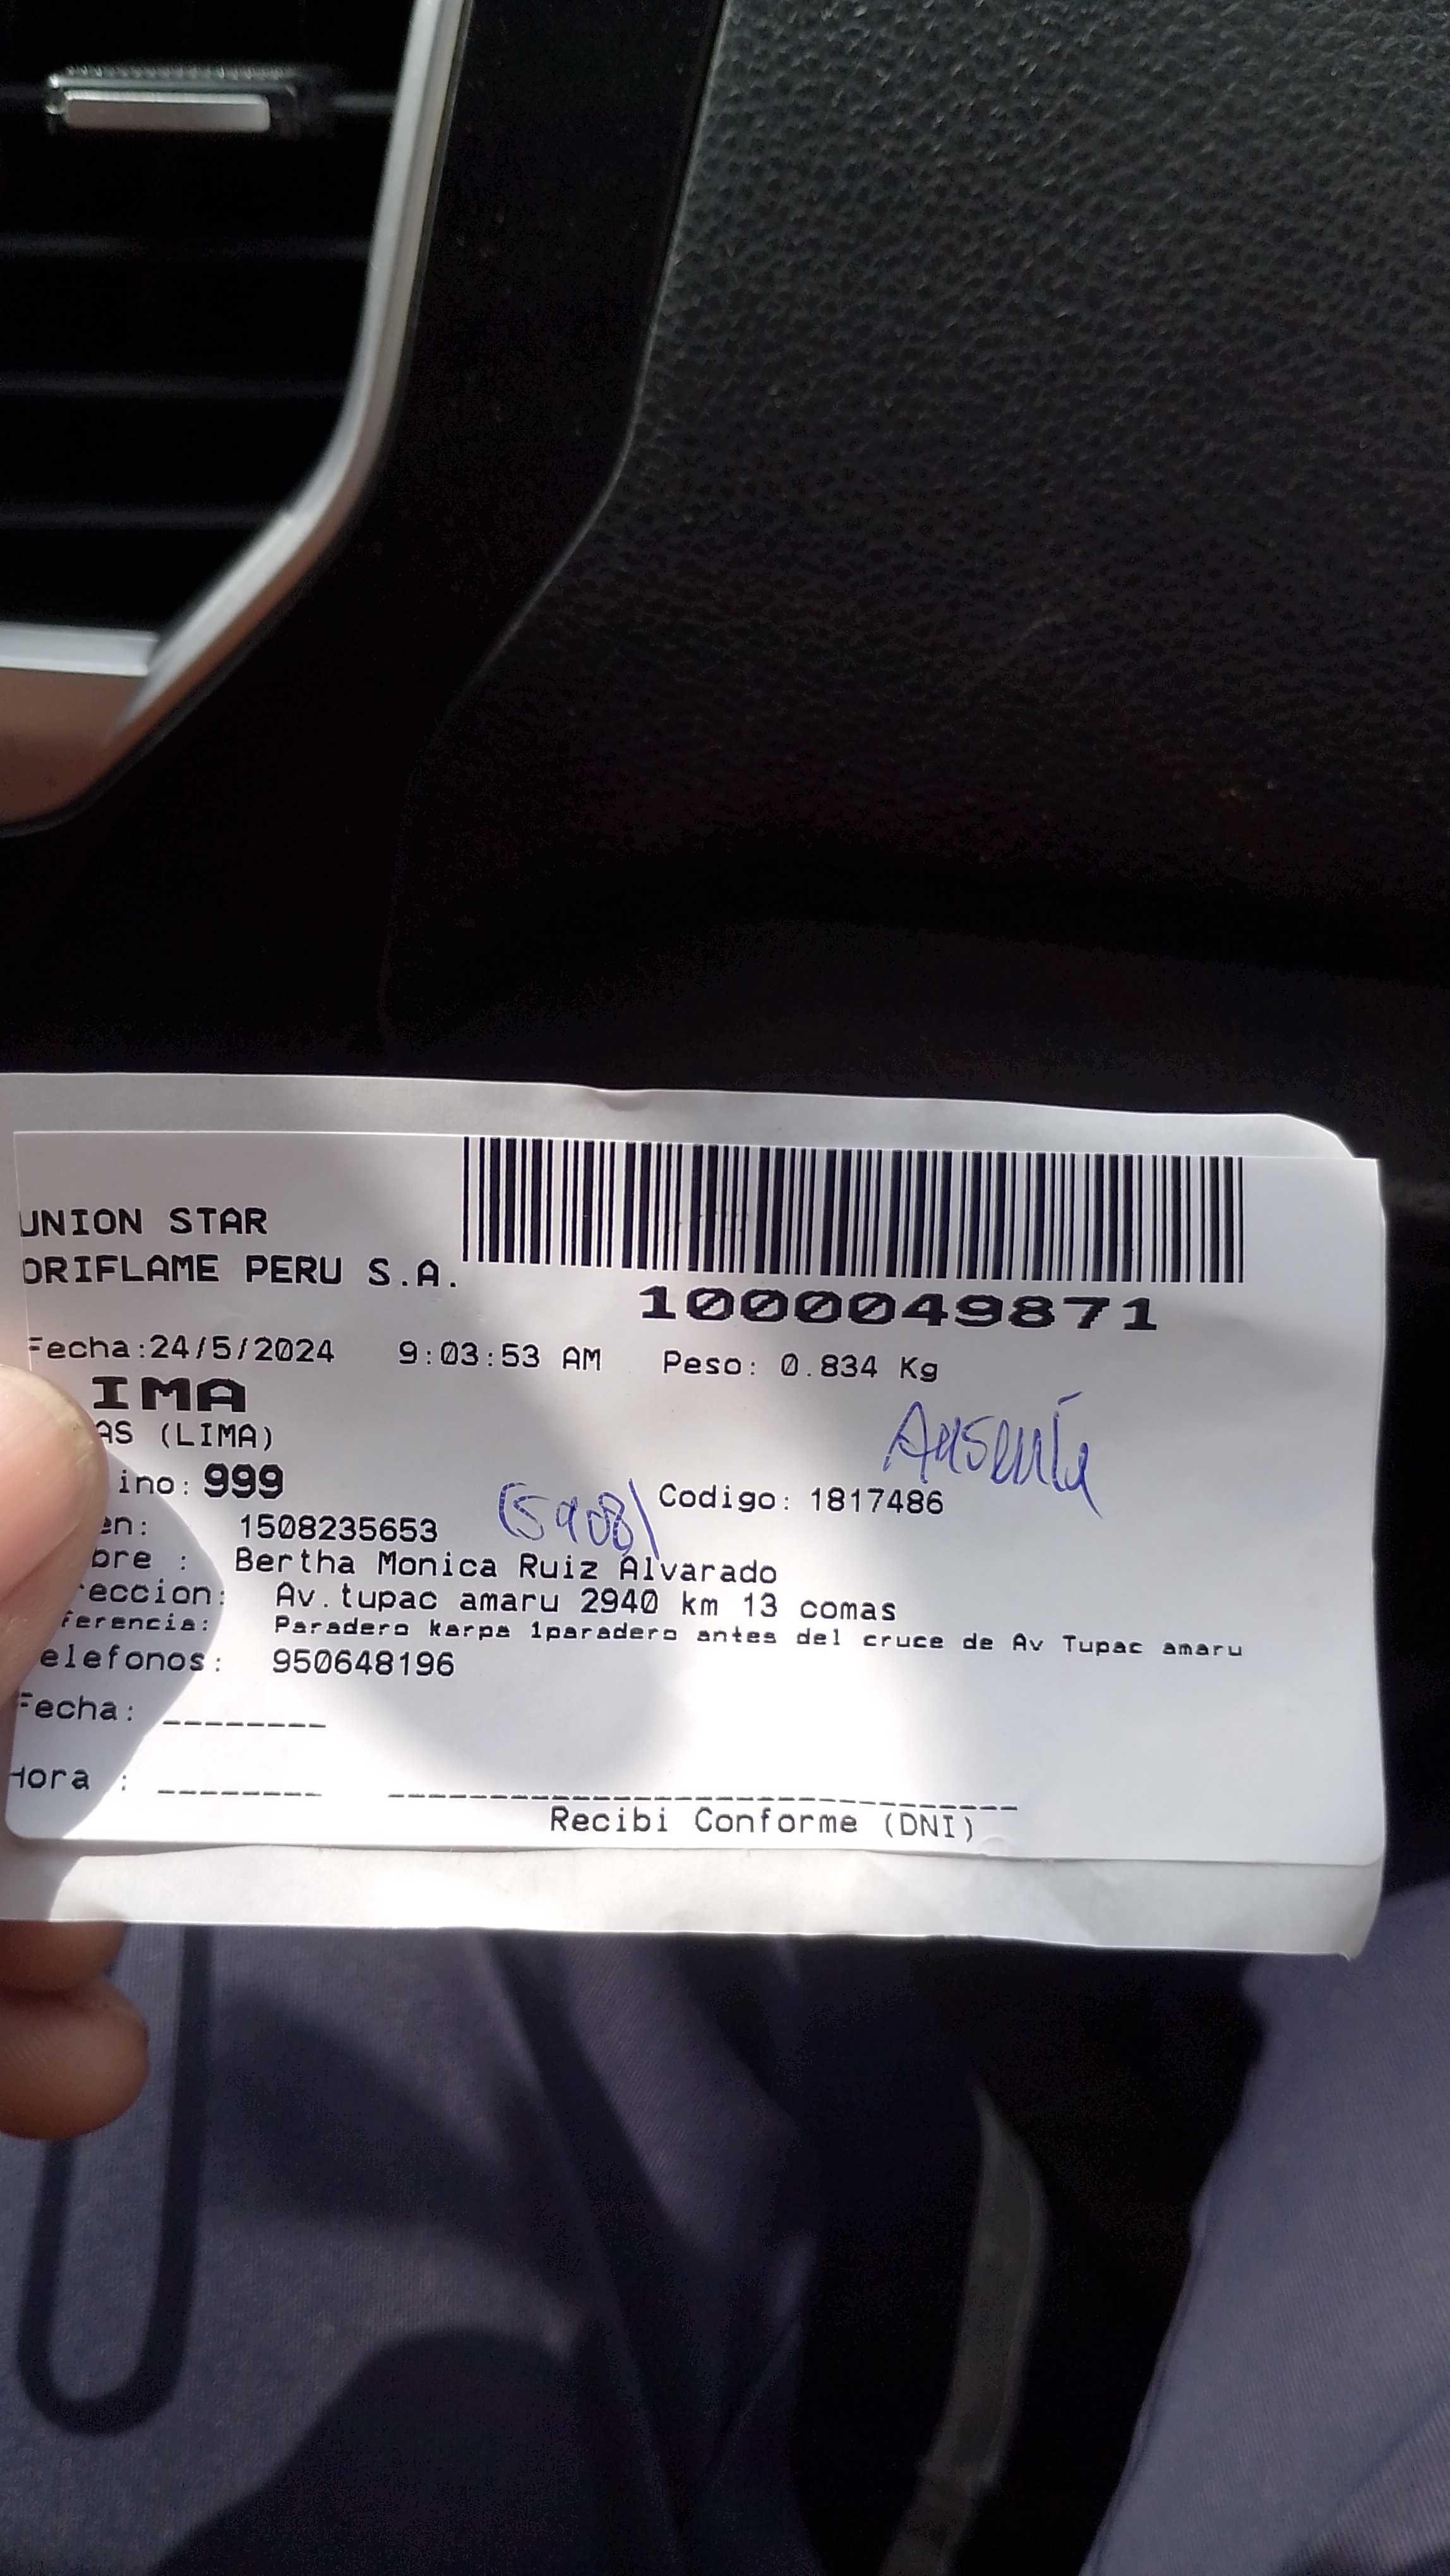 UNION STAR
ORIFLAME PERU S.A.
1000049871
Fecha:24/5/2024 9:03:53 AM Peso: 0.834 Kg
IMA
Ausente
AS (LIMA)
ino: 999
(5908) Codigo: 1817486
en: 1508235653
bre : Bertha Monica Ruiz Alvarado
eccion: Av.tupac amaru 2940 km 13 comas
ferencia: Paradero karpa 1paradero antes del cruce de Av Tupac amaru
elefonos: 950648196
Fecha: --------
Hora : --------
Recibi Conforme (DNI)